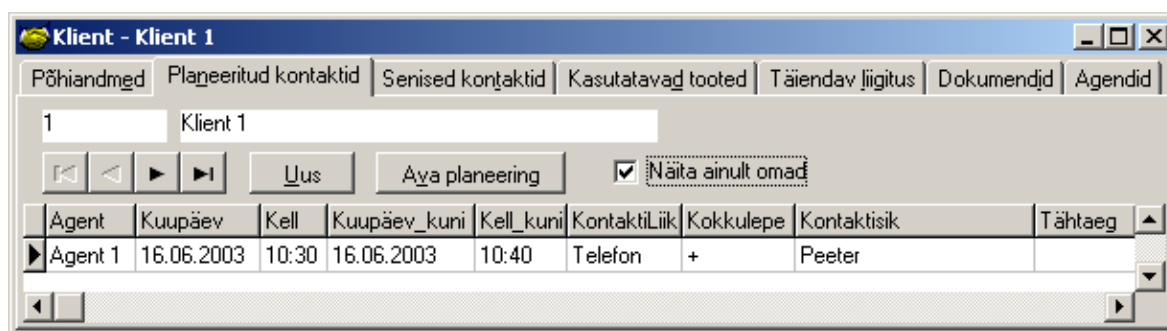 Klient - Klient 1
Põhiandmed Planeeritud kontaktid Senised kontaktid Kasutatavad tooted Täiendav liigitus Dokumendid Agendid
1 Klient 1
Uus Ava planeering Näita ainult omad
Agent Kuupäev Kell Kuupäev_kuni Kell_kuni KontaktiLiik Kokkulepe Kontaktisik Tähtaeg
Agent 1 16.06.2003 10:30 16.06.2003 10:40 Telefon + Peeter